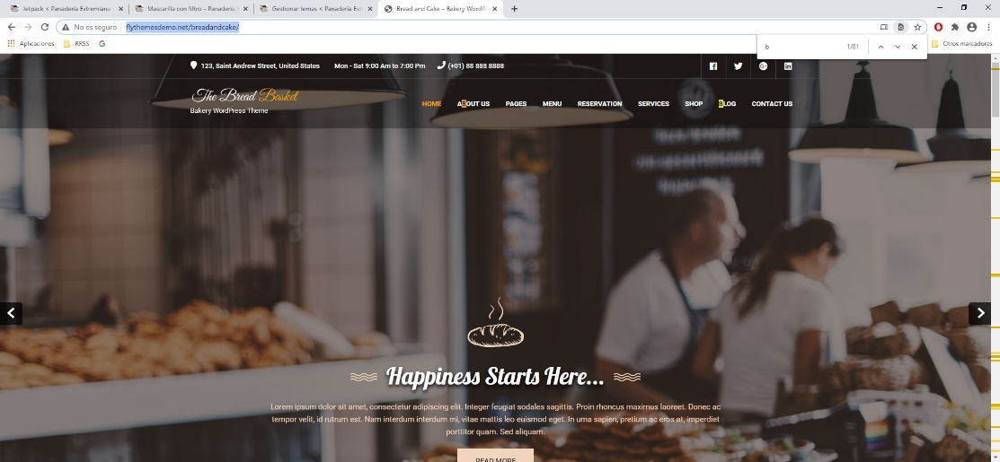 Jetpack < Panadería Extremiana
Mascarilla con filtro – Panadería
Gestionar temas < Panadería Ext
Bread and Cake – Bakery WordPr
No es seguro
flythemesdemo.net/breadandcake/
Aplicaciones
RRSS
b
1/81
Otros marcadores
123, Saint Andrew Street, United States Mon - Sat 9:00 Am to 7:00 Pm (+01) 88 888 8888
The Bread Basket
Bakery WordPress Theme
HOME ABOUT US PAGES MENU RESERVATION SERVICES SHOP BLOG CONTACT US
Happiness Starts Here...
Lorem ipsum dolor sit amet, consectetur adipiscing elit. Integer feugiat sodales sagittis. Proin rhoncus maximus laoreet. Donec ac
tempor velit, id rutrum est. Nam interdum interdum mi, vitae mattis leo euismod eget. In uma sapien, pretium ac eros at, imperdiet
porttitor quam. Sed aliquam.
READ MORE